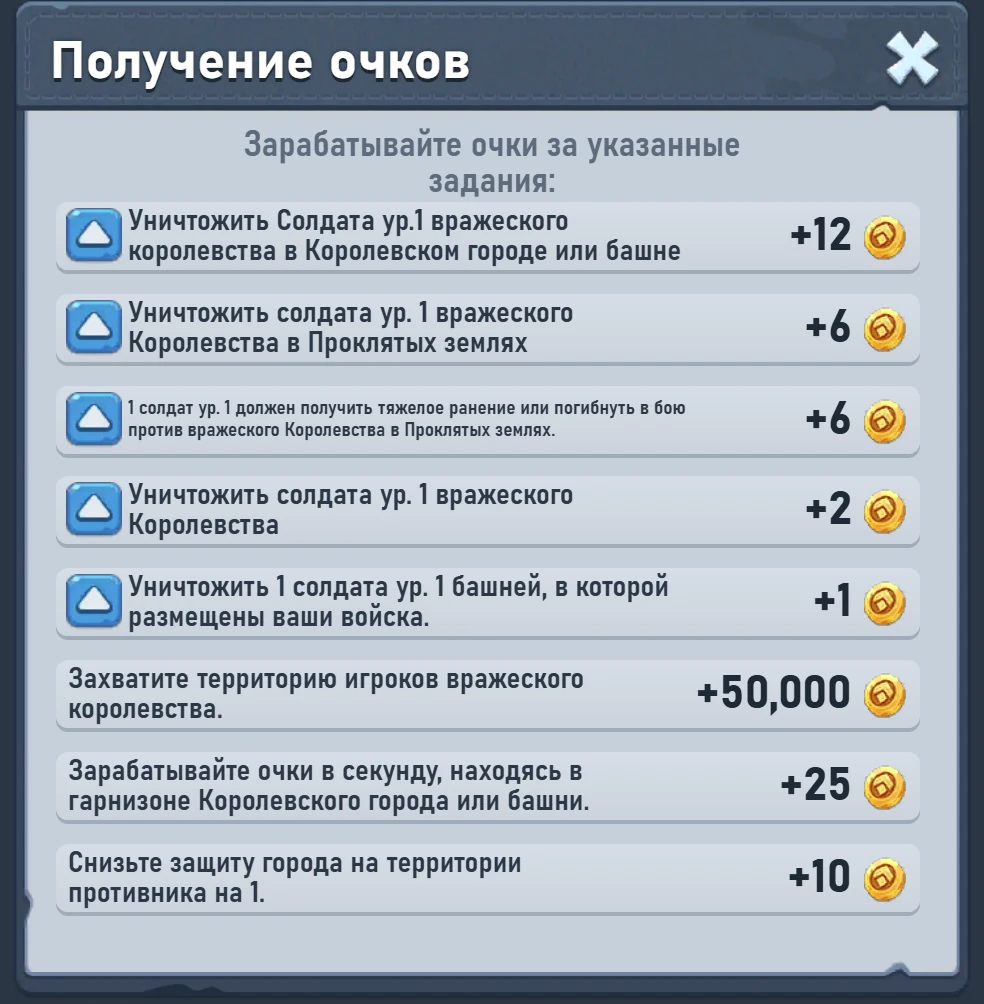 Получение очков
Зарабатывайте очки за указанные
задания:
Уничтожить Солдата ур.1 вражеского
королевства в Королевском городе или башне
+12
Уничтожить солдата ур. 1 вражеского
Королевства в Проклятых землях
+6
1 солдат ур. 1 должен получить тяжелое ранение или погибнуть в бою
против вражеского Королевства в Проклятых землях.
+6
Уничтожить солдата ур. 1 вражеского
Королевства
+2
Уничтожить 1 солдата ур. 1 башней, в которой
размещены ваши войска.
+1
Захватите территорию игроков вражеского
королевства.
+50,000
Зарабатывайте очки в секунду, находясь в
гарнизоне Королевского города или башни.
+25
Снизьте защиту города на территории
противника на 1.
+10